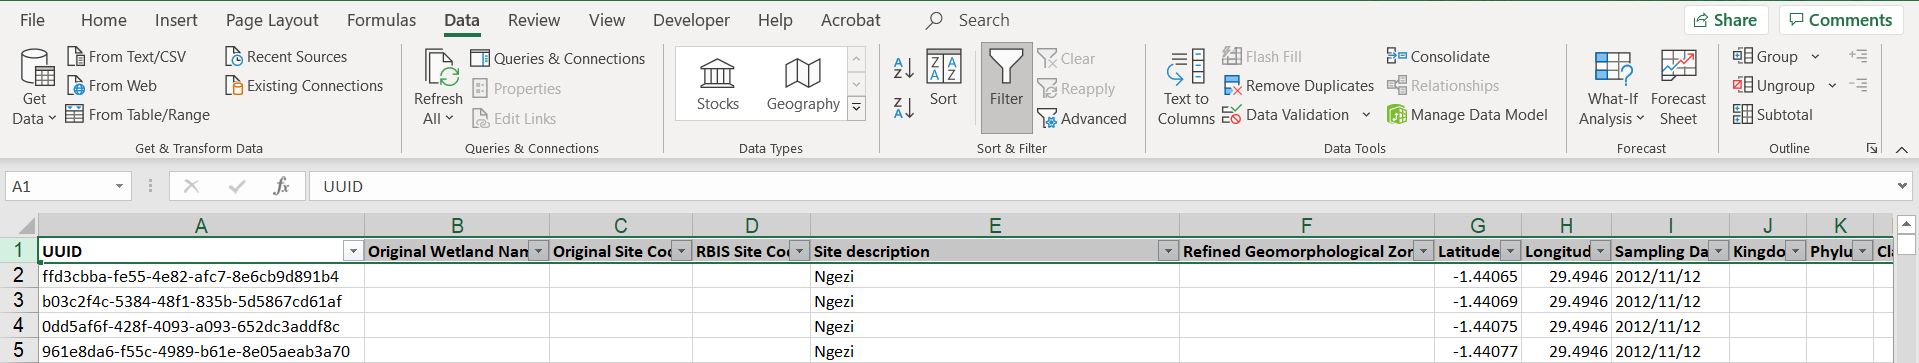 File Home Insert Page Layout Formulas Data Review View Developer Help Acrobat Search Share Comments
Get Data
From Text/CSV
From Web
From Table/Range
Recent Sources
Existing Connections
Get & Transform Data
Refresh All
Queries & Connections
Properties
Edit Links
Queries & Connections
Stocks Geography
Data Types
A Z
Z A
Z A A Z
Sort
Filter
Clear
Reapply
Advanced
Sort & Filter
Text to Columns
Flash Fill
Remove Duplicates
Data Validation
Consolidate
Relationships
Manage Data Model
Data Tools
What-If Analysis
Forecast Sheet
Forecast
Group
Ungroup
Subtotal
Outline
A1 fx UUID
A B C D E F G H I J K
1 UUID Original Wetland Nam Original Site Co RBIS Site Co Site description Refined Geomorphological Zor Latitude Longitud Sampling Da Kingdo Phylu Cl
2 ffd3cbba-fe55-4e82-afc7-8e6cb9d891b4 Ngezi -1.44065 29.4946 2012/11/12
3 b03c2f4c-5384-48f1-835b-5d5867cd61af Ngezi -1.44069 29.4946 2012/11/12
4 0dd5af6f-428f-4093-a093-652dc3addf8c Ngezi -1.44075 29.4946 2012/11/12
5 961e8da6-f55c-4989-b61e-8e05aeab3a70 Ngezi -1.44077 29.4946 2012/11/12